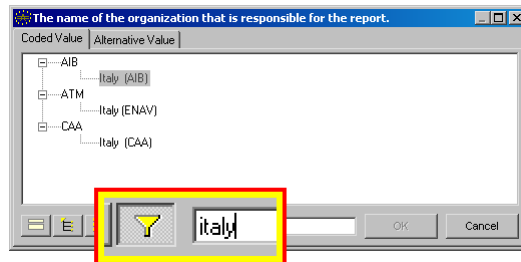 The name of the organization that is responsible for the report.
Coded Value Alternative Value
AIB
Italy (AIB)
ATM
Italy (ENAV)
CAA
Italy (CAA)
italy OK Cancel